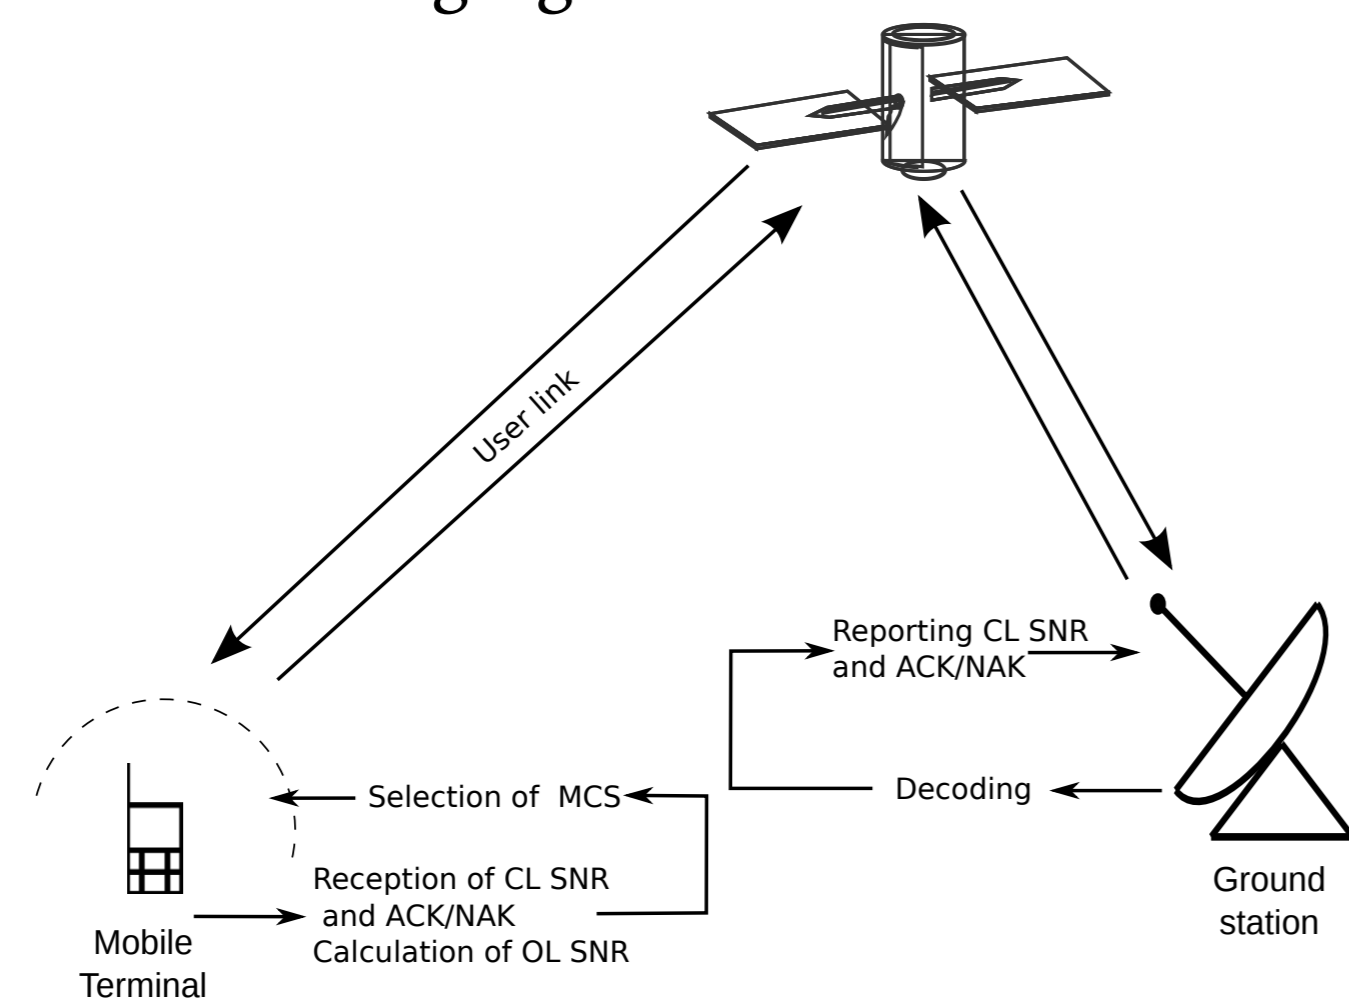 User link
Reporting CL SNR
and ACK/NAK
Selection of MCS
Decoding
Reception of CL SNR
and ACK/NAK
Calculation of OL SNR
Mobile
Terminal
Ground
station